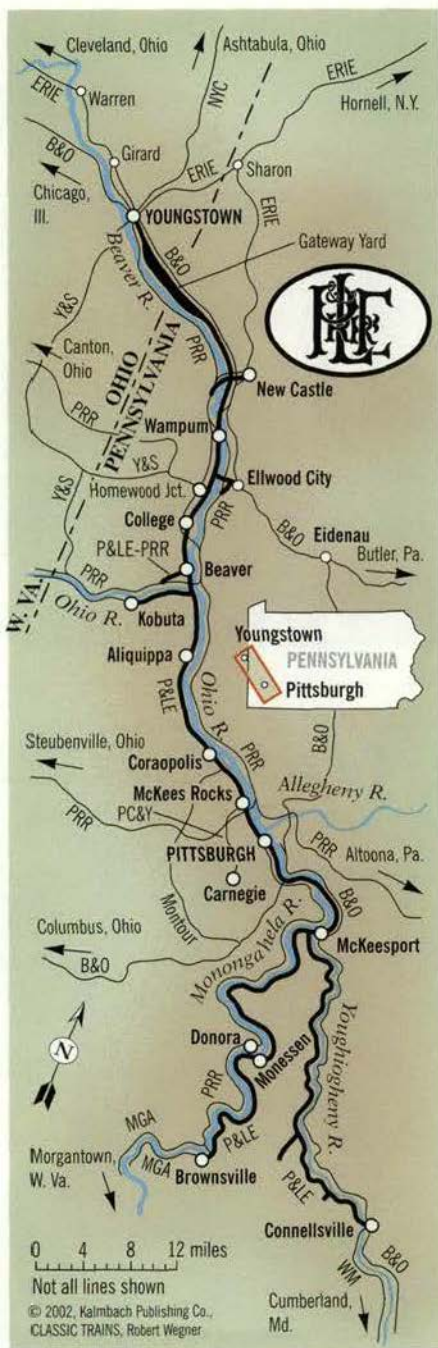 Cleveland, Ohio
Ashtabula, Ohio
ERIE
Warren
NYC
ERIE
Hornell, N.Y.
B&O
Girard
ERIE
Sharon
Chicago,
Ill.
YOUNGSTOWN
ERIE
Beaver R.
B&O
Gateway Yard
Y&S
PRR
P&LE RR
Canton,
Ohio
OHIO
PENNSYLVANIA
New Castle
PRR
Wampum
Y&S
Y&S
Homewood Jct.
Ellwood City
PRR
College
B&O
Eidenau
P&LE-PRR
Beaver
Butler, Pa.
W. VA.
PRR
Ohio R.
Kobuta
Youngstown
PENNSYLVANIA
Pittsburgh
Aliquippa
P&LE
Ohio R.
B&O
Steubenville, Ohio
Coraopolis
PRR
Allegheny R.
McKees Rocks
PC&Y
PRR
PITTSBURGH
PRR
Altoona, Pa.
Carnegie
Montour
Columbus, Ohio
B&O
B&O
Monongahela R.
McKeesport
Youghiogheny R.
N
Donora
Monessen
PRR
P&LE
MGA
MGA
Morgantown,
W. Va.
Brownsville
P&LE
Connellsville
0 4 8 12 miles
Not all lines shown
B&O
WM
© 2002, Kalmbach Publishing Co.,
CLASSIC TRAINS, Robert Wegner
Cumberland,
Md.